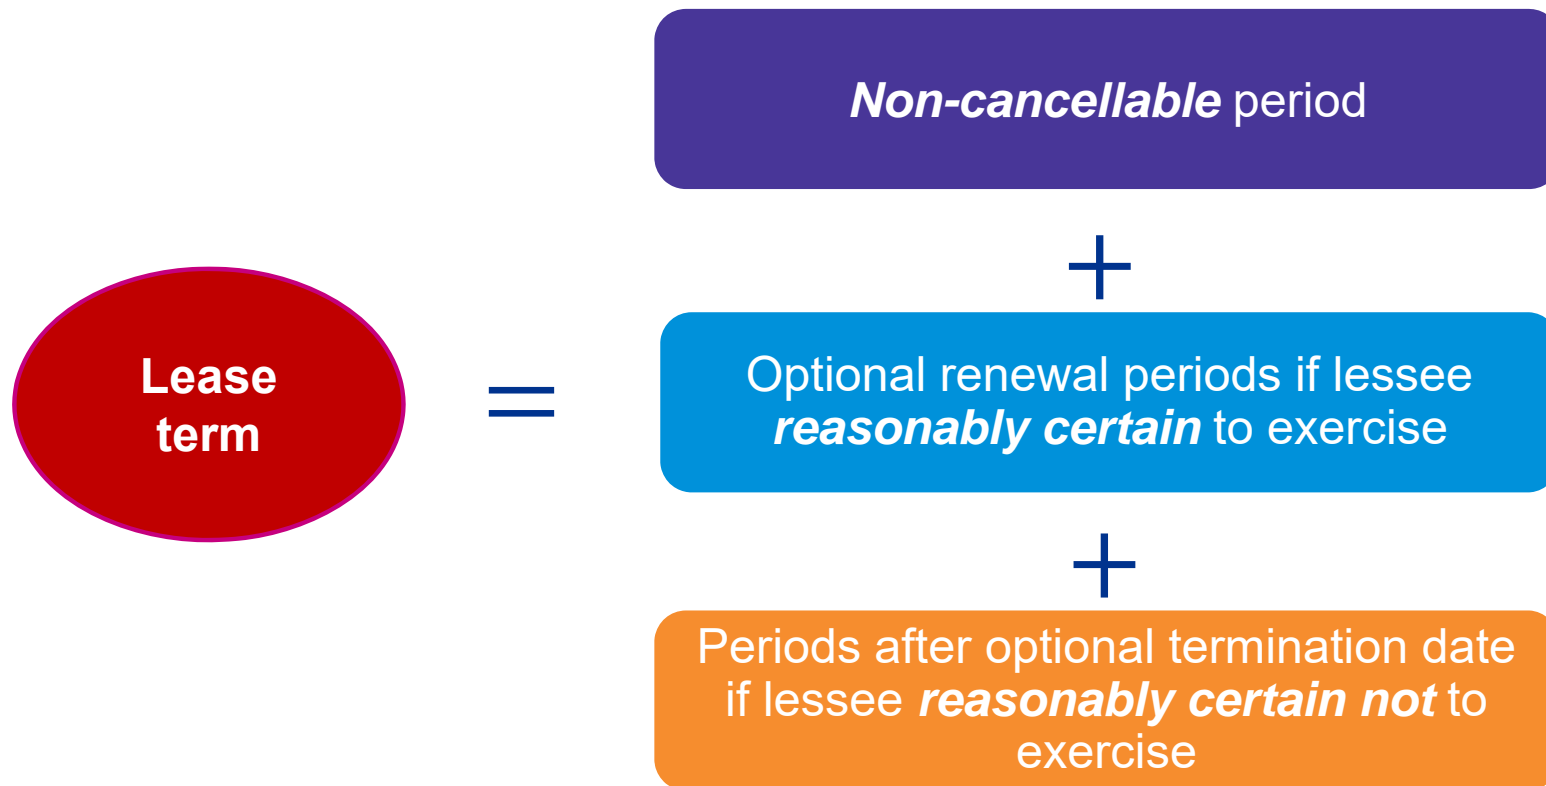 Non-cancellable period
+
Lease
term
=
Optional renewal periods if lessee
reasonably certain to exercise
+
Periods after optional termination date
if lessee reasonably certain not to
exercise